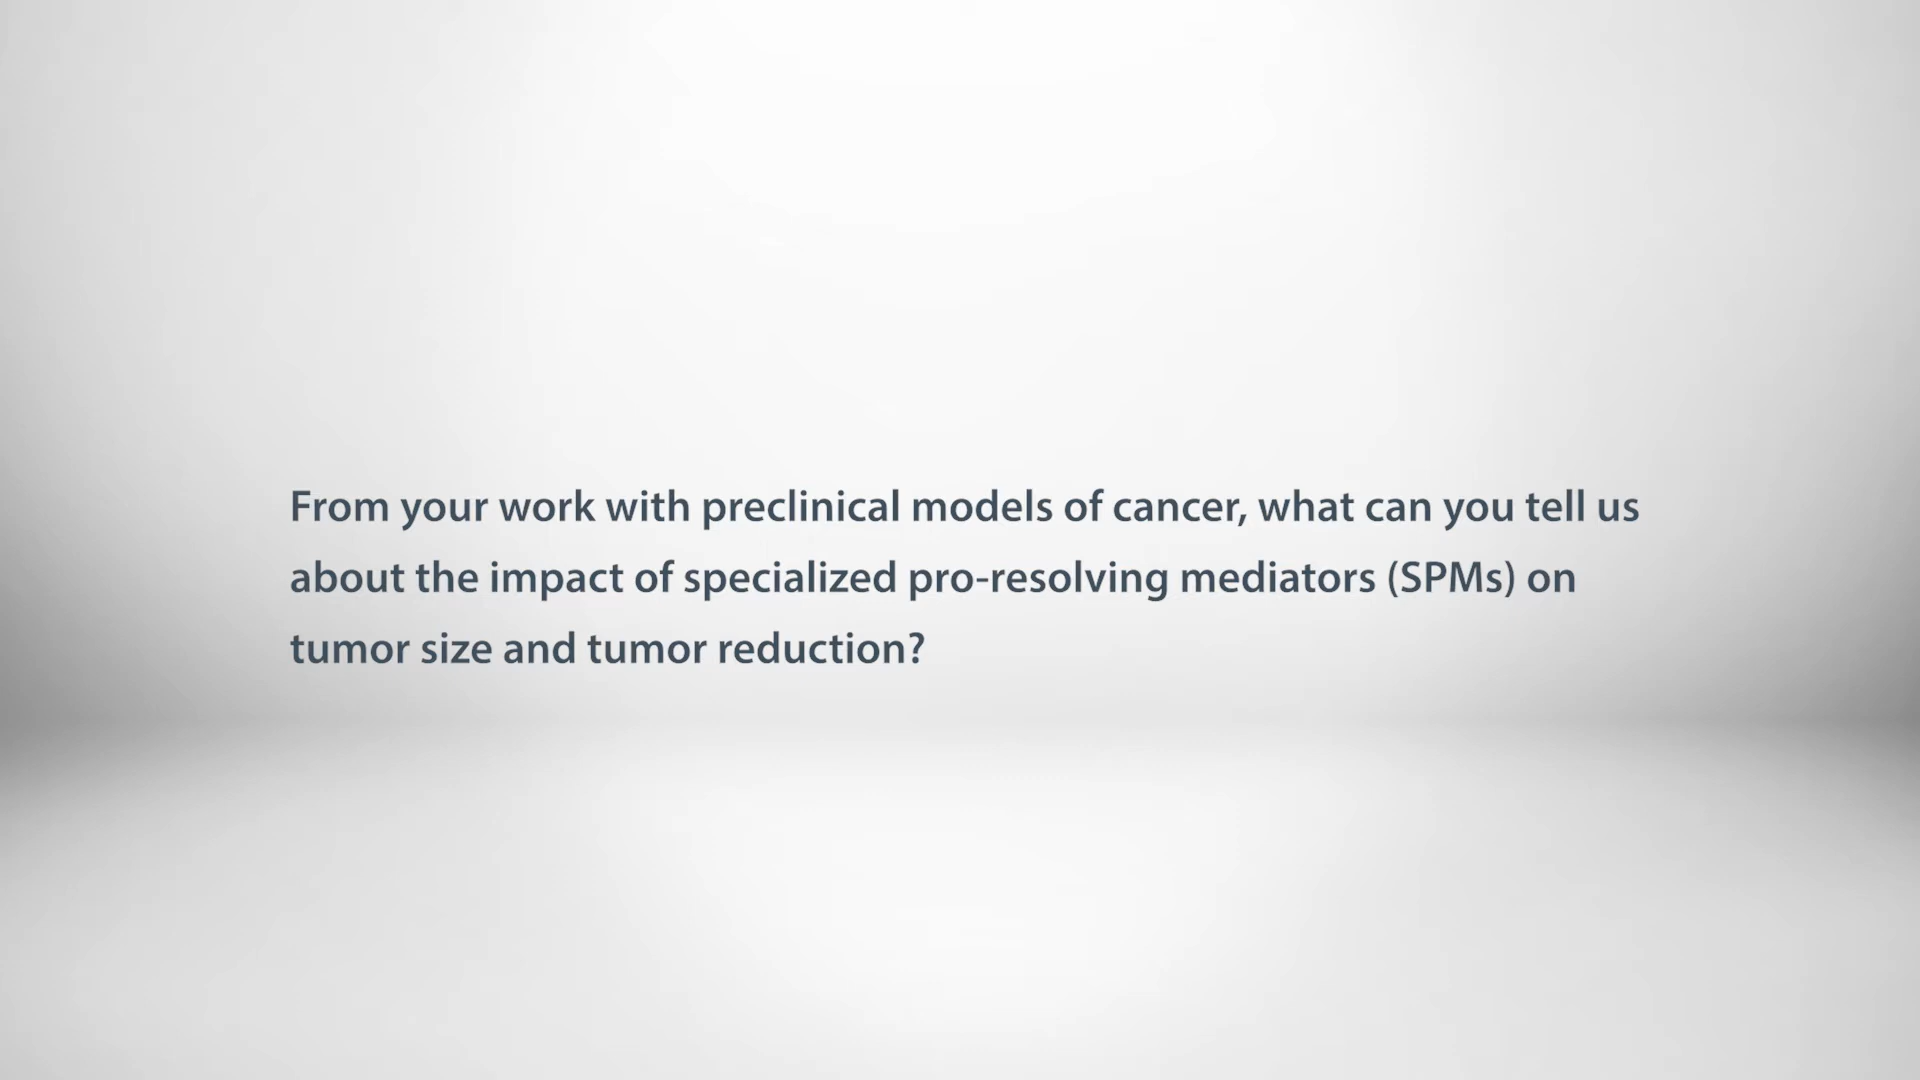 From your work with preclinical models of cancer, what can you tell us
about the impact of specialized pro-resolving mediators (SPMs) on
tumor size and tumor reduction?